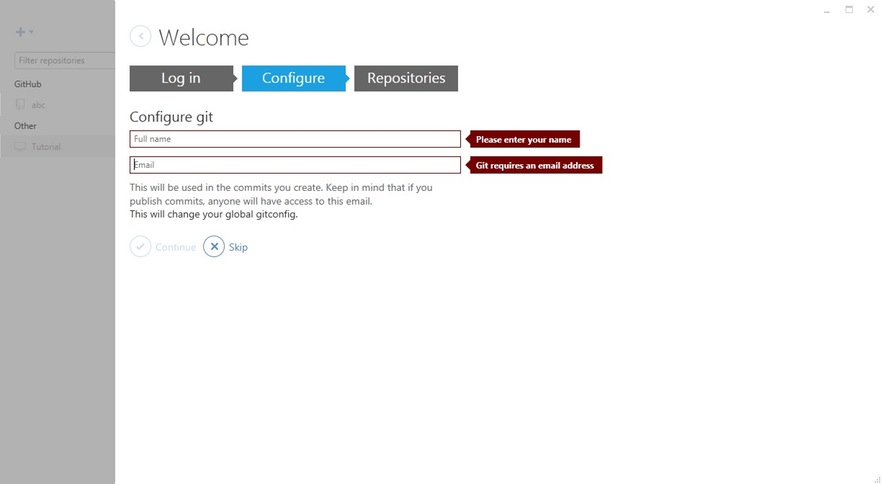 Welcome
Filter repositories
GitHub
abc
Other
Tutorial
Log in
Configure
Repositories
Configure git
Full name
Please enter your name
Email
Git requires an email address
This will be used in the commits you create. Keep in mind that if you
publish commits, anyone will have access to this email.
This will change your global gitconfig.
Continue
Skip